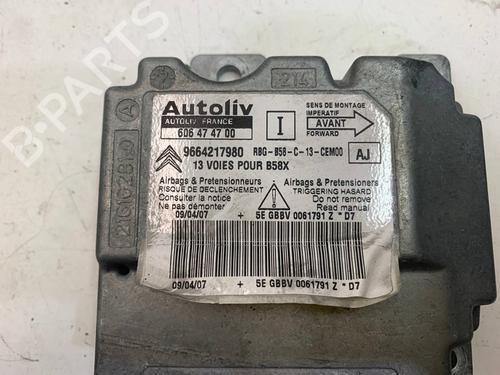 B-PARTS
214
A
Autoliv
AUTOLIV FRANCE
606 47 47 00
I
SENS DE MONTAGE
IMPERATIF
AVANT
FORWARD
9664217980 RBG-B58-C-13-CEM00 AJ
13 VOIES POUR B58X
Airbags & Pretensionneurs
RISQUE DE DECLENCHEMENT
Consulter la notice
Ne pas démonter
Airbags & Pretensioners
TRIGGERING HASARD
Do not remove
Read manual
09/04/07 + 5E GBBV 0061791 Z * D7
09/04/07 + 5E GBBV 0061791 Z * D7